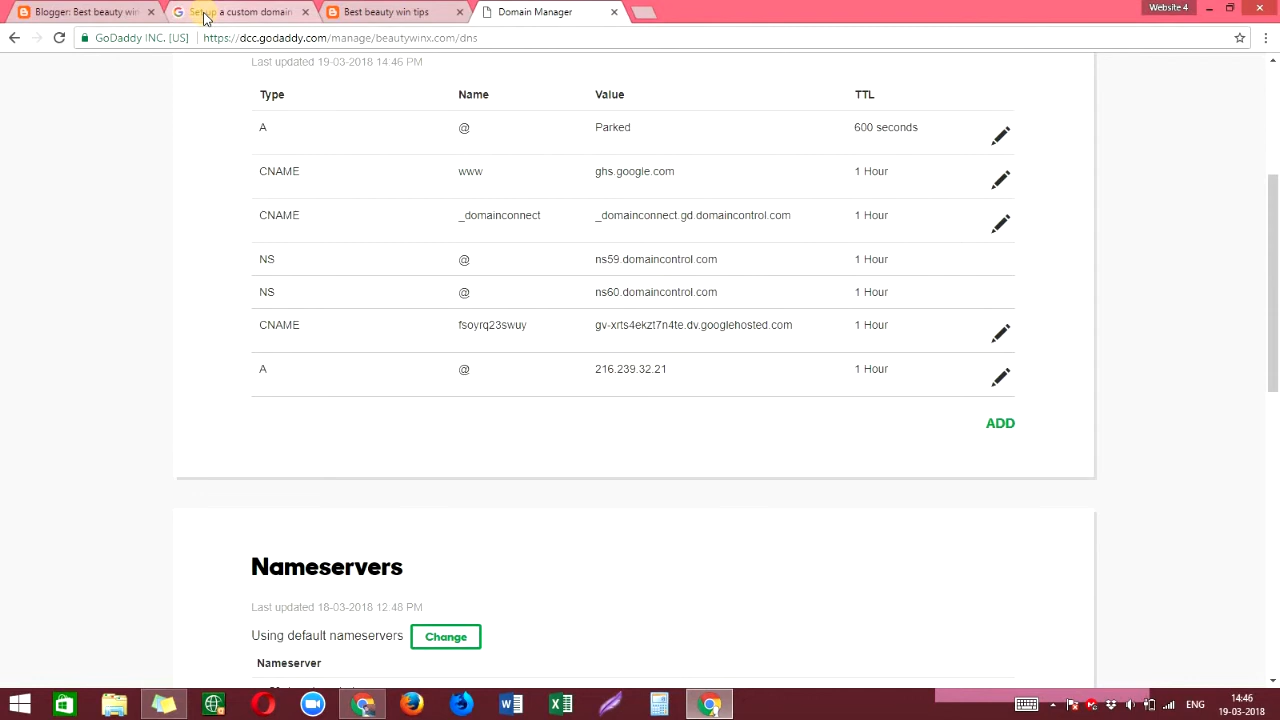 Blogger: Best beauty win
Set up a custom domain
Best beauty win tips
Domain Manager
Website 4
GoDaddy INC. [US]
https://dcc.godaddy.com/manage/beautywinx.com/dns
Last updated 19-03-2018 14:46 PM
Type Name Value TTL
A @ Parked 600 seconds
CNAME www ghs.google.com 1 Hour
CNAME _domainconnect _domainconnect.gd.domaincontrol.com 1 Hour
NS @ ns59.domaincontrol.com 1 Hour
NS @ ns60.domaincontrol.com 1 Hour
CNAME fsoyrq23swuy gv-xrts4ekzt7n4te.dv.googlehosted.com 1 Hour
A @ 216.239.32.21 1 Hour
ADD
Nameservers
Last updated 18-03-2018 12:48 PM
Using default nameservers Change
Nameserver
ENG
14:46
19-03-2018